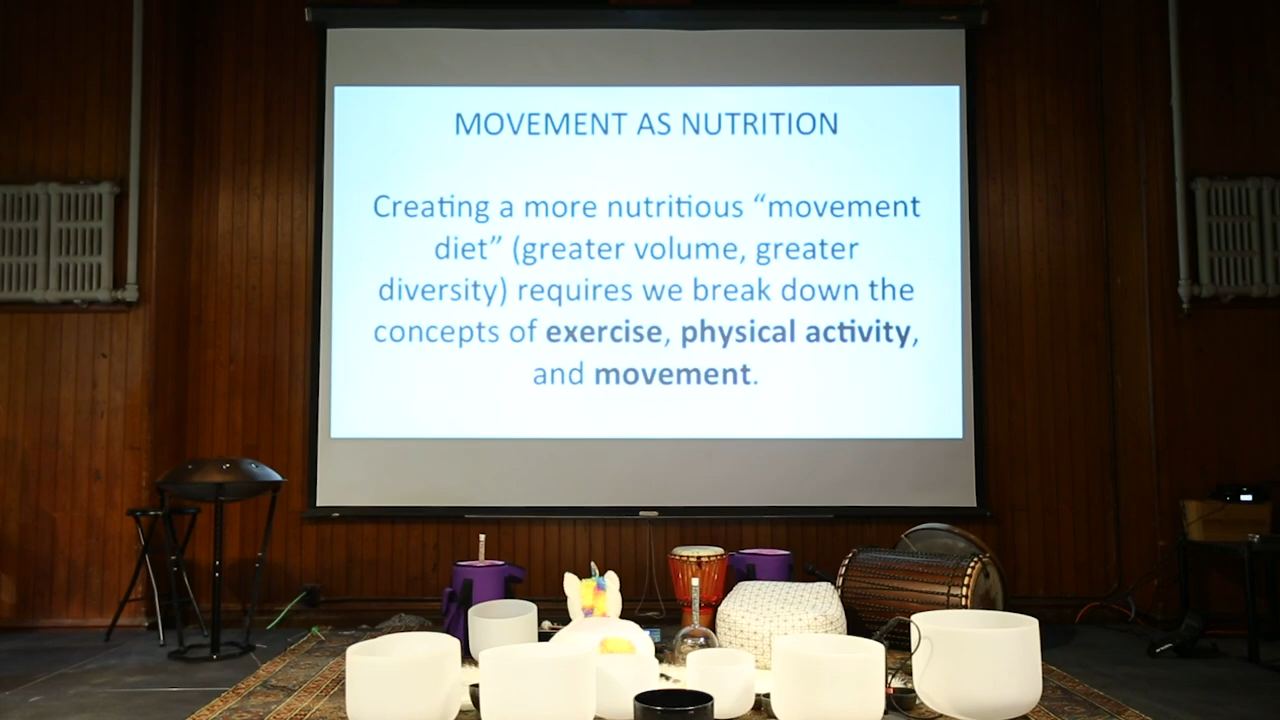 MOVEMENT AS NUTRITION
Creating a more nutritious “movement
diet” (greater volume, greater
diversity) requires we break down the
concepts of exercise, physical activity,
and movement.